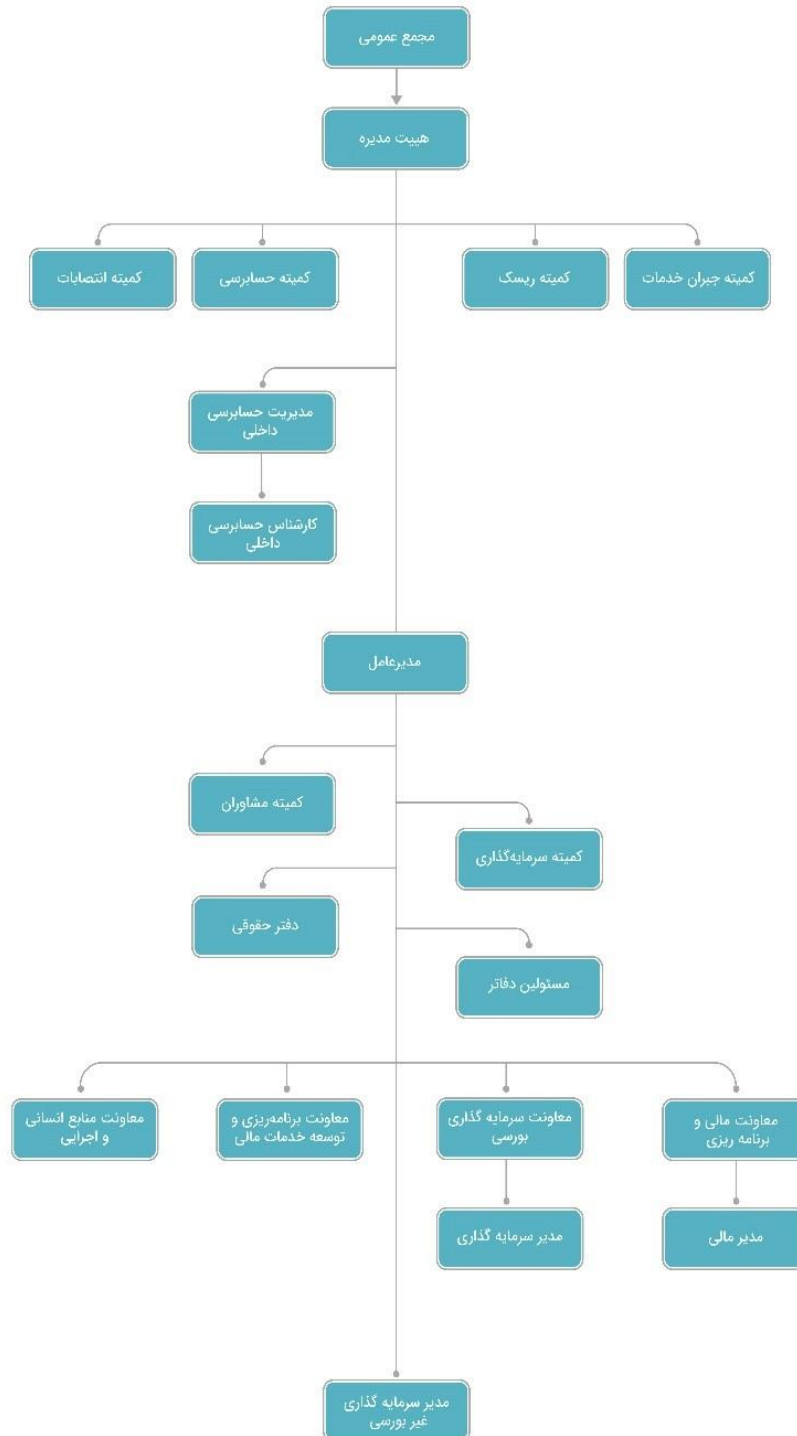 مجمع عمومی
هییت مدیره
کمیته جبران خدمات
کمیته ریسک
کمیته حسابرسی
کمیته انتصابات
مدیریت حسابرسی
داخلی
کارشناس حسابرسی
داخلی
مدیرعامل
کمیته مشاوران
کمیته سرمایه‌گذاری
دفتر حقوقی
مسئولین دفاتر
معاونت مالی و
برنامه ریزی
معاونت سرمایه گذاری
بورسی
معاونت برنامه‌ریزی و
توسعه خدمات مالی
معاونت منابع انسانی
و اجرایی
مدیر مالی
مدیر سرمایه گذاری
مدیر سرمایه گذاری
غیر بورسی